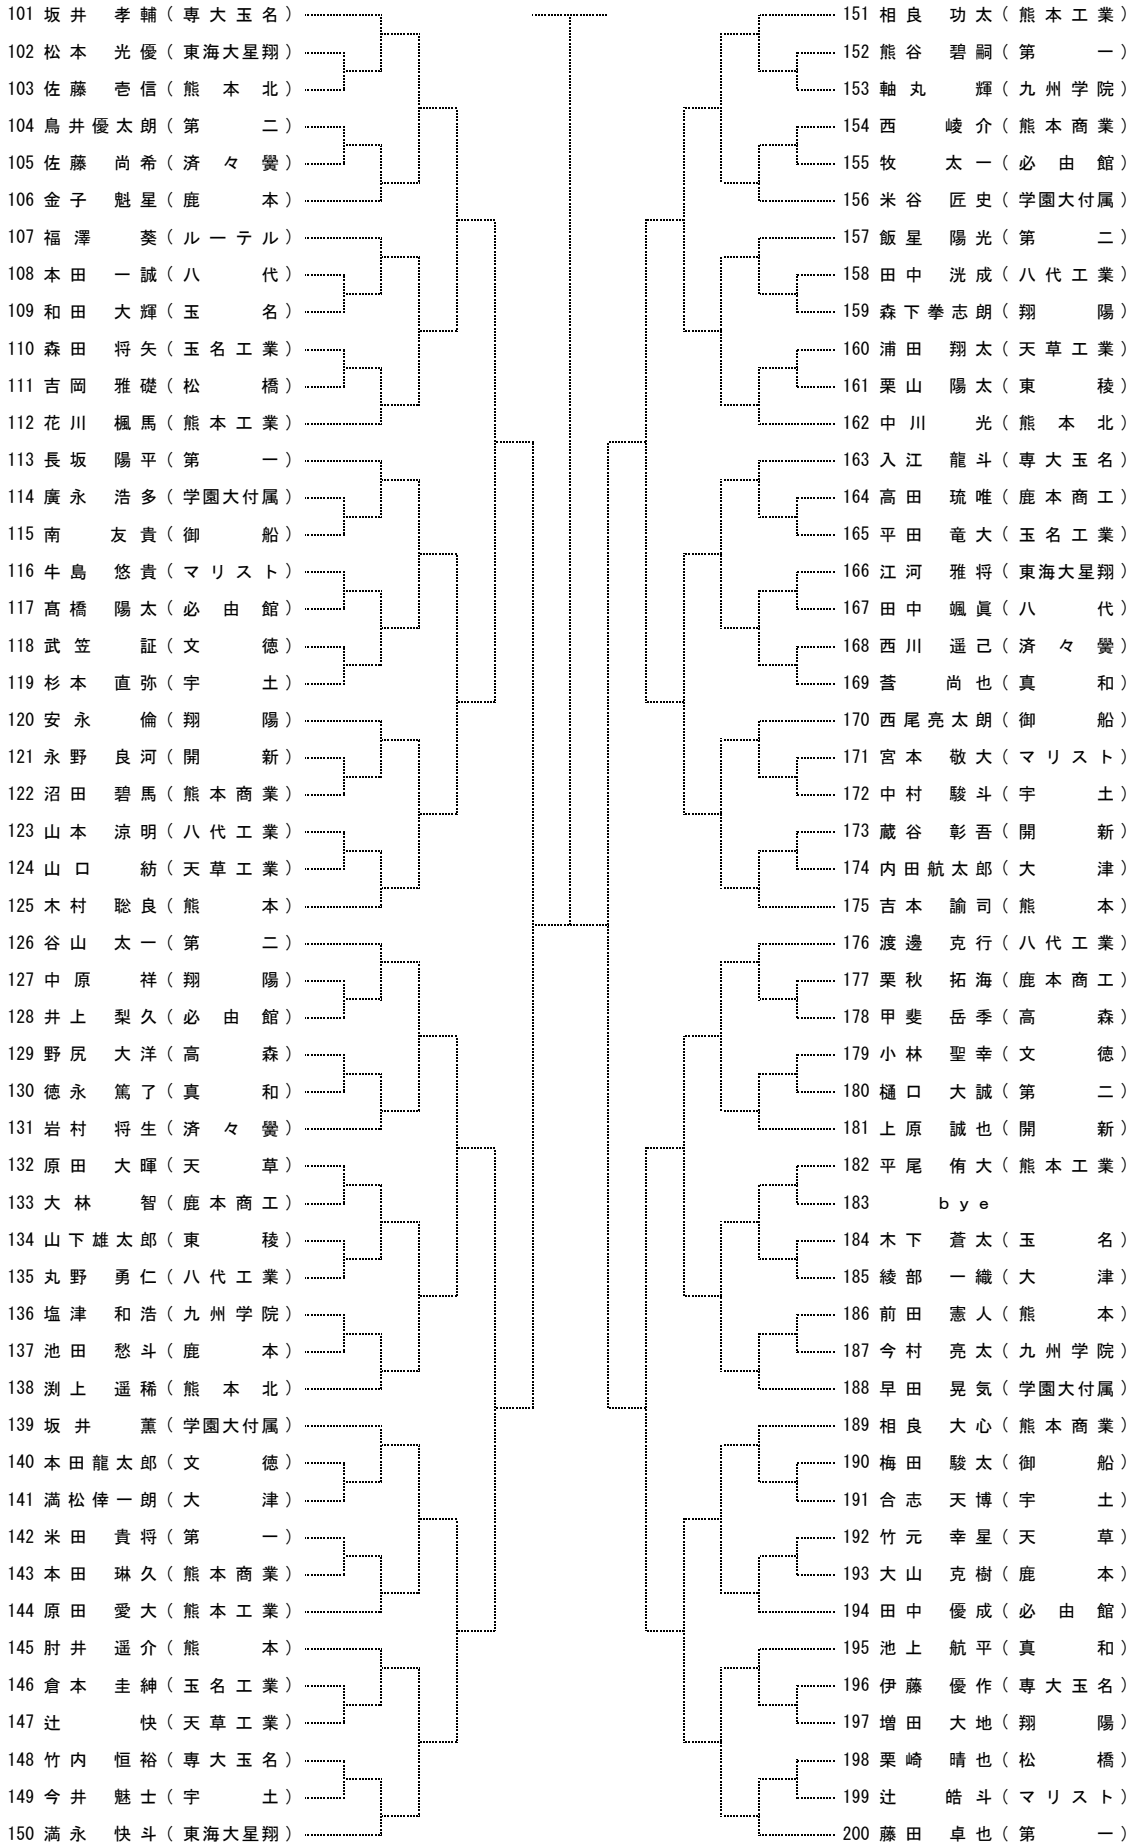 101 坂井 孝輔（専大玉名）
102 松本 光優（東海大星翔）
103 佐藤 壱信（熊本北）
104 鳥井優太朗（第二）
105 佐藤 尚希（済々黌）
106 金子 魁星（鹿本）
107 福澤 葵（ルーテル）
108 本田 一誠（八代）
109 和田 大輝（玉名）
110 森田 将矢（玉名工業）
111 吉岡 雅礎（松橋）
112 花川 楓馬（熊本工業）
113 長坂 陽平（第一）
114 廣永 浩多（学園大付属）
115 南 友貴（御船）
116 牛島 悠貴（マリスト）
117 髙橋 陽太（必由館）
118 武笠 証（文徳）
119 杉本 直弥（宇土）
120 安永 倫（翔陽）
121 永野 良河（開新）
122 沼田 碧馬（熊本商業）
123 山本 涼明（八代工業）
124 山口 紡（天草工業）
125 木村 聡良（熊本）
126 谷山 太一（第二）
127 中原 祥（翔陽）
128 井上 梨久（必由館）
129 野尻 大洋（高森）
130 徳永 篤了（真和）
131 岩村 将生（済々黌）
132 原田 大暉（天草）
133 大林 智（鹿本商工）
134 山下雄太郎（東稜）
135 丸野 勇仁（八代工業）
136 塩津 和浩（九州学院）
137 池田 愁斗（鹿本）
138 渕上 遥稀（熊本北）
139 坂井 薫（学園大付属）
140 本田龍太郎（文徳）
141 満松倖一朗（大津）
142 米田 貴将（第一）
143 本田 琳久（熊本商業）
144 原田 愛大（熊本工業）
145 肘井 遥介（熊本）
146 倉本 圭紳（玉名工業）
147 辻 快（天草工業）
148 竹内 恒裕（専大玉名）
149 今井 魅士（宇土）
150 満永 快斗（東海大星翔）
151 相良 功太（熊本工業）
152 熊谷 碧嗣（第一）
153 軸丸 輝（九州学院）
154 西 崚介（熊本商業）
155 牧 太一（必由館）
156 米谷 匠史（学園大付属）
157 飯星 陽光（第二）
158 田中 洸成（八代工業）
159 森下拳志朗（翔陽）
160 浦田 翔太（天草工業）
161 栗山 陽太（東稜）
162 中川 光（熊本北）
163 入江 龍斗（専大玉名）
164 高田 琉唯（鹿本商工）
165 平田 竜大（玉名工業）
166 江河 雅将（東海大星翔）
167 田中 颯眞（八代）
168 西川 遥己（済々黌）
169 尚也（真和）
170 西尾亮太朗（御船）
171 宮本 敬大（マリスト）
172 中村 駿斗（宇土）
173 蔵谷 彰吾（開新）
174 内田航太郎（大津）
175 吉本 諭司（熊本）
176 渡邊 克行（八代工業）
177 栗秋 拓海（鹿本商工）
178 甲斐 岳季（高森）
179 小林 聖幸（文徳）
180 樋口 大誠（第二）
181 上原 誠也（開新）
182 平尾 侑大（熊本工業）
183 bye
184 木下 蒼太（玉名）
185 綾部 一織（大津）
186 前田 憲人（熊本）
187 今村 亮太（九州学院）
188 早田 晃気（学園大付属）
189 相良 大心（熊本商業）
190 梅田 駿太（御船）
191 合志 天博（宇土）
192 竹元 幸星（天草）
193 大山 克樹（鹿本）
194 田中 優成（必由館）
195 池上 航平（真和）
196 伊藤 優作（専大玉名）
197 増田 大地（翔陽）
198 栗崎 晴也（松橋）
199 辻 皓斗（マリスト）
200 藤田 卓也（第一）